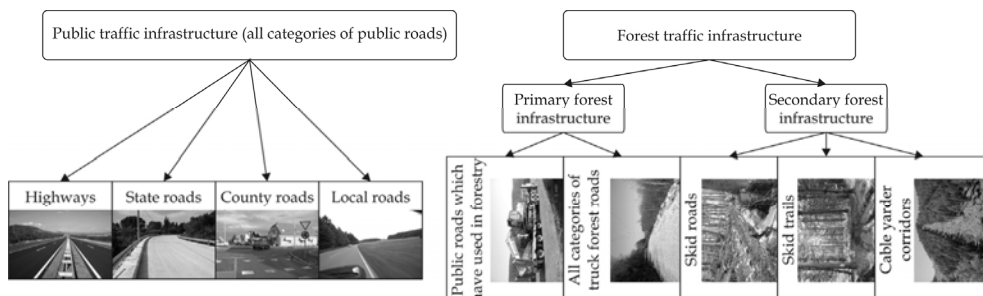 Public traffic infrastructure (all categories of public roads)
Highways
State roads
County roads
Local roads
Forest traffic infrastructure
Primary forest
infrastructure
Secondary forest
infrastructure
Public roads which
have used in forestry
All categories of
truck forest roads
Skid roads
Skid trails
Cable yarder
corridors